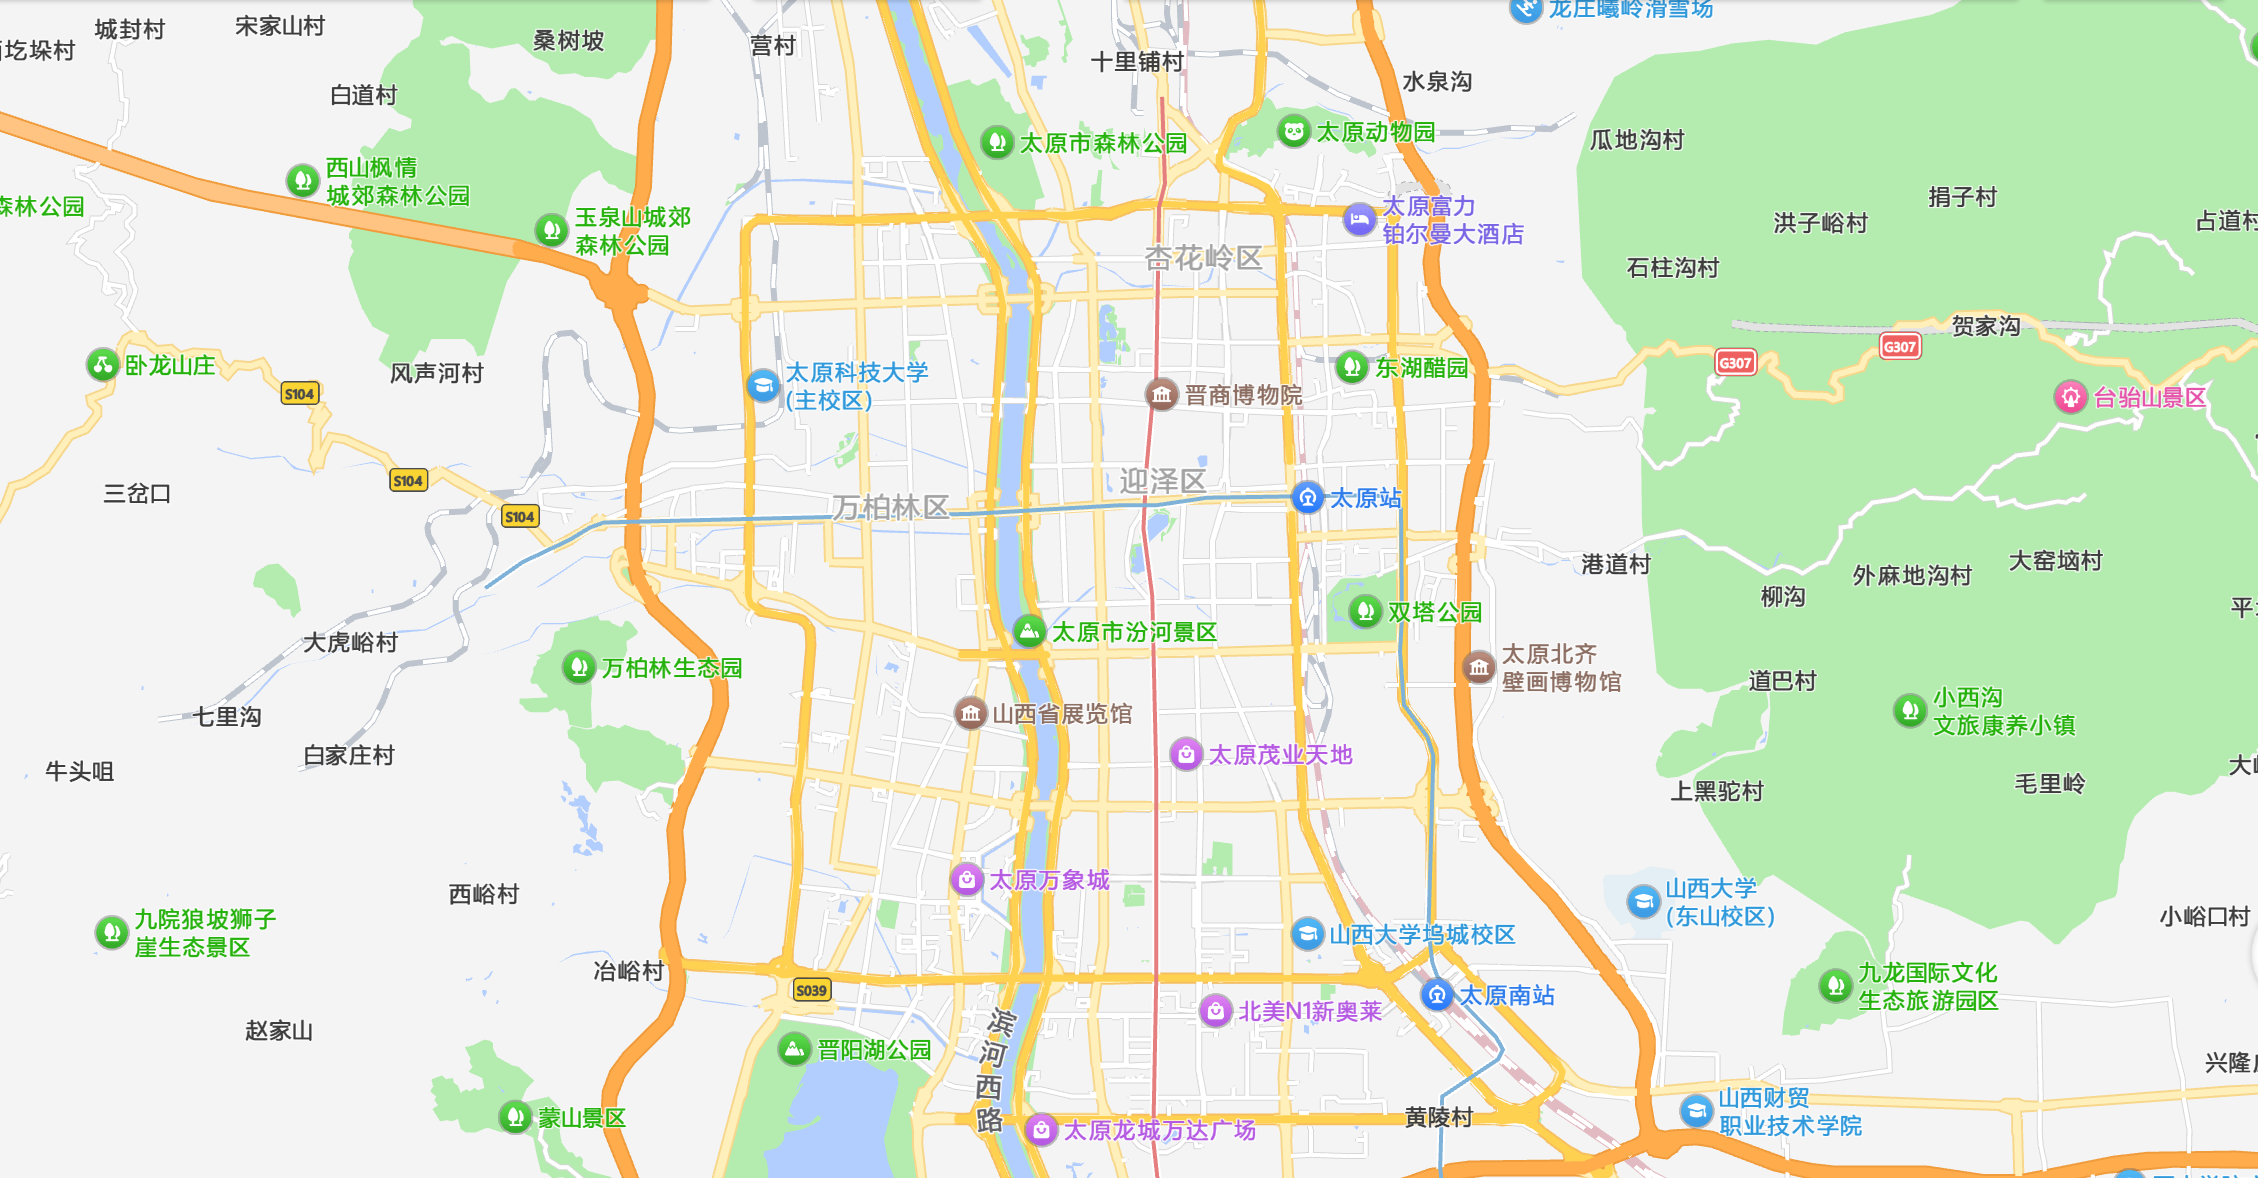 龙庄曦岭滑雪场
城封村
宋家山村
桑树坡
营村
圪垛村
十里铺村
水泉沟
白道村
太原市森林公园
太原动物园
瓜地沟村
西山枫情
城郊森林公园
捐子村
森林公园
玉泉山城郊
森林公园
太原富力
铂尔曼大酒店
洪子峪村
占道村
杏花岭区
石柱沟村
贺家沟
G307
G307
卧龙山庄
风声河村
太原科技大学
(主校区)
东湖醋园
S104
晋商博物院
台骀山景区
S104
迎泽区
三岔口
万柏林区
太原站
S104
港道村
大窑垴村
外麻地沟村
柳沟
双塔公园
大虎峪村
太原市汾河景区
万柏林生态园
太原北齐
壁画博物馆
道巴村
小西沟
文旅康养小镇
七里沟
山西省展览馆
白家庄村
太原茂业天地
牛头咀
上黑驼村
毛里岭
西峪村
太原万象城
山西大学
(东山校区)
九院狼坡狮子
崖生态景区
山西大学坞城校区
小峪口村
冶峪村
S039
太原南站
九龙国际文化
生态旅游园区
赵家山
北美N1新奥莱
滨河西路
晋阳湖公园
兴隆
蒙山景区
黄陵村
太原龙城万达广场
山西财贸
职业技术学院